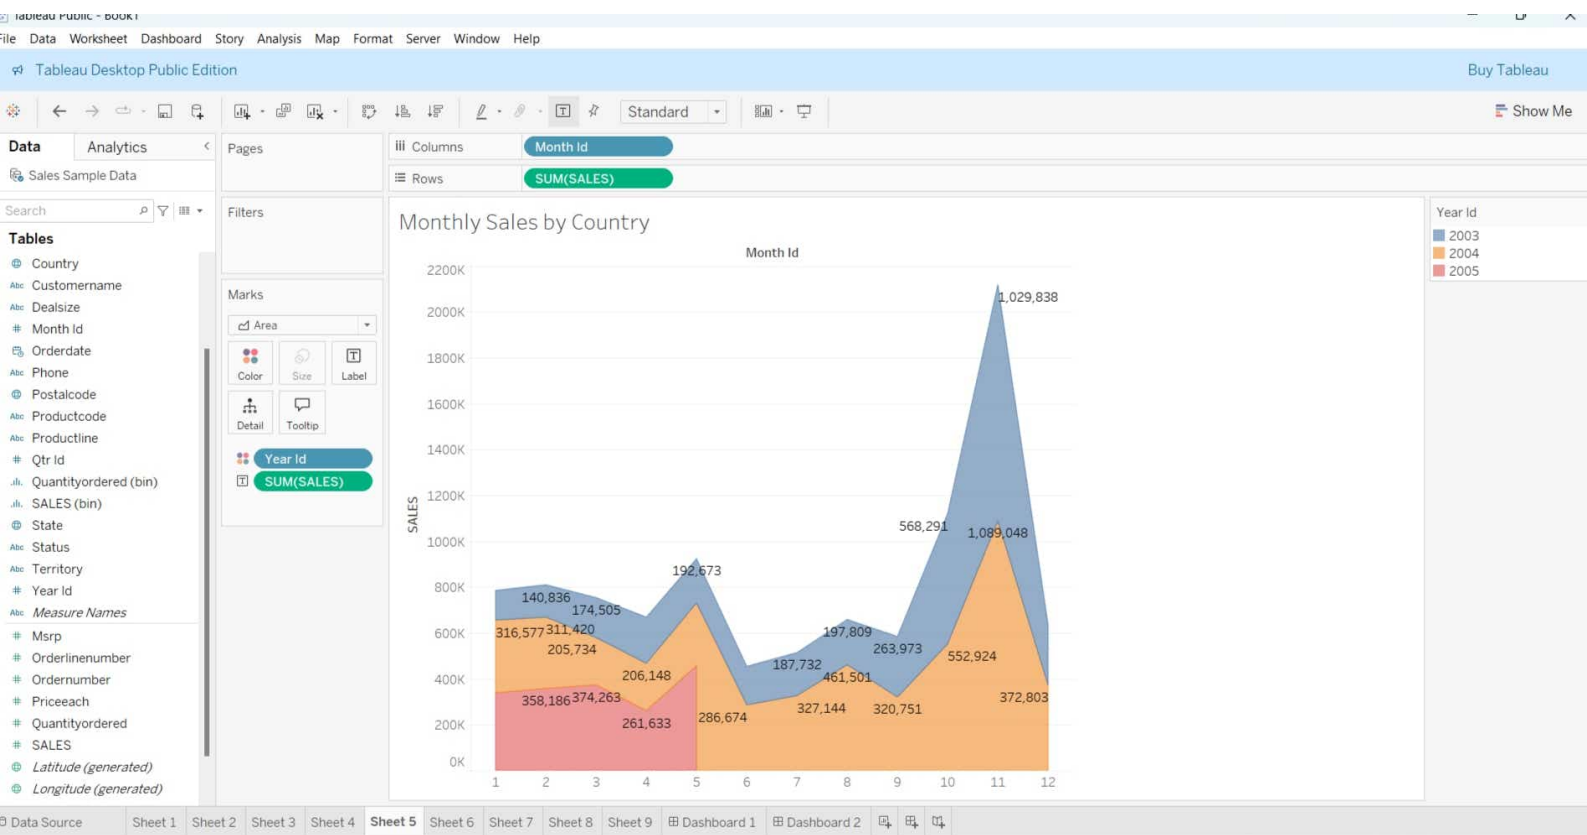 Tableau Public - Book1
File Data Worksheet Dashboard Story Analysis Map Format Server Window Help
Tableau Desktop Public Edition
Buy Tableau
Standard
Show Me
Data Analytics
Sales Sample Data
Search
Tables
Country
Abc Customername
Abc Dealsize
# Month Id
Orderdate
Abc Phone
Postalcode
Abc Productcode
Abc Productline
# Qtr Id
Quantityordered (bin)
SALES (bin)
State
Abc Status
Abc Territory
# Year Id
Abc Measure Names
# Msrp
# Orderlinenumber
# Ordernumber
# Priceeach
# Quantityordered
# SALES
Latitude (generated)
Longitude (generated)
Pages
Filters
Marks
Area
Color Size Label
Detail Tooltip
Year Id
SUM(SALES)
Columns Month Id
Rows SUM(SALES)
Monthly Sales by Country
Month Id
2200K
2000K
1800K
1600K
1400K
1200K
1000K
800K
600K
400K
200K
0K
SALES
1,029,838
568,291
1,089,048
192,673
140,836
174,505
316,577
311,420
197,809
205,734
263,973
552,924
187,732
206,148
461,501
358,186
374,263
372,803
327,144
320,751
286,674
261,633
1 2 3 4 5 6 7 8 9 10 11 12
Year Id
2003
2004
2005
Data Source Sheet 1 Sheet 2 Sheet 3 Sheet 4 Sheet 5 Sheet 6 Sheet 7 Sheet 8 Sheet 9 Dashboard 1 Dashboard 2